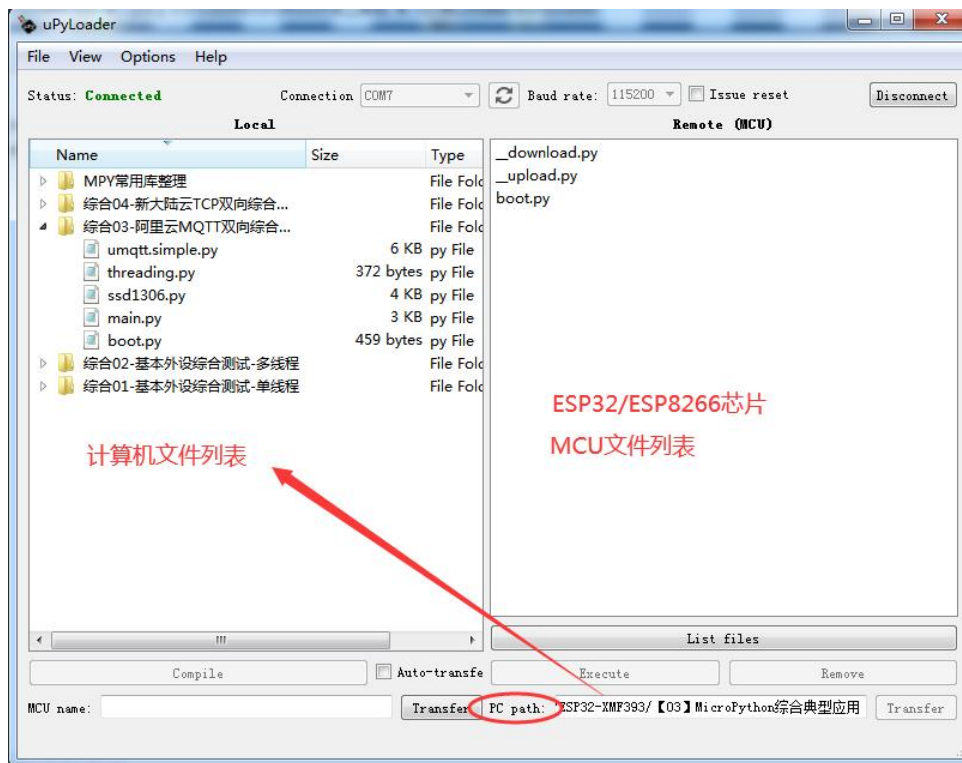 uPyLoader
File View Options Help
Status: Connected Connection COM7 Baud rate: 115200 Issue reset Disconnect
Local Remote (MCU)
Name Size Type
MPY常用库整理 File Fold
综合04-新大陆云TCP双向综合... File Fold
综合03-阿里云MQTT双向综合... File Fold
umqtt.simple.py 6 KB py File
threading.py 372 bytes py File
ssd1306.py 4 KB py File
main.py 3 KB py File
boot.py 459 bytes py File
综合02-基本外设综合测试-多线程 File Fold
综合01-基本外设综合测试-单线程 File Fold
__download.py
__upload.py
boot.py
计算机文件列表
ESP32/ESP8266芯片
MCU文件列表
List files
Compile Auto-transfe Execute Remove
MCU name: Transfer PC path: 'ESP32-XMF393/【03】MicroPython综合典型应用 Transfer